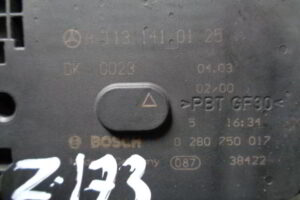 A 113 141 01 25
DK 0023 04.03
02/00
>PBT GF30<
5 16:34
BOSCH 0 280 750 017
087 38422
Z-173